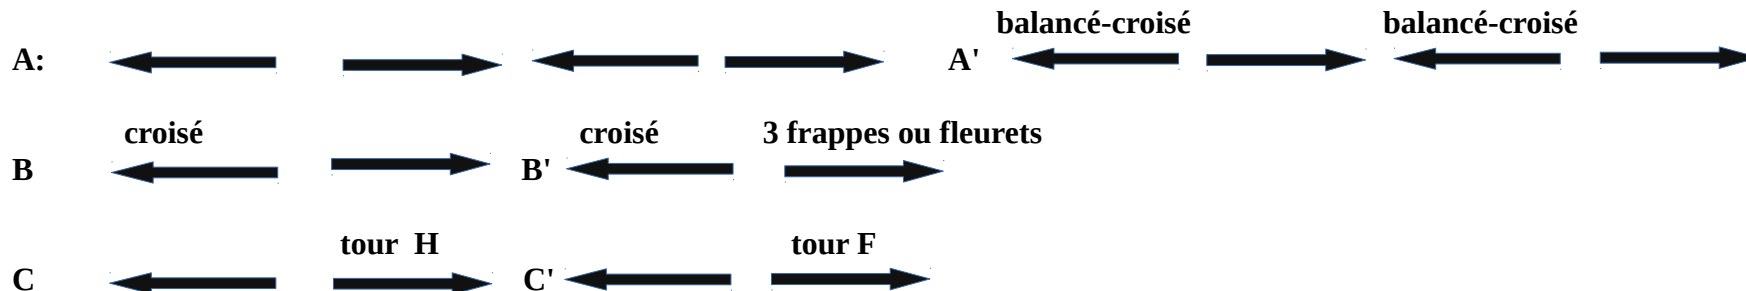 balancé-croisé balancé-croisé
A: A'
croisé croisé 3 frappes ou fleurets
B B'
tour H tour F
C C'